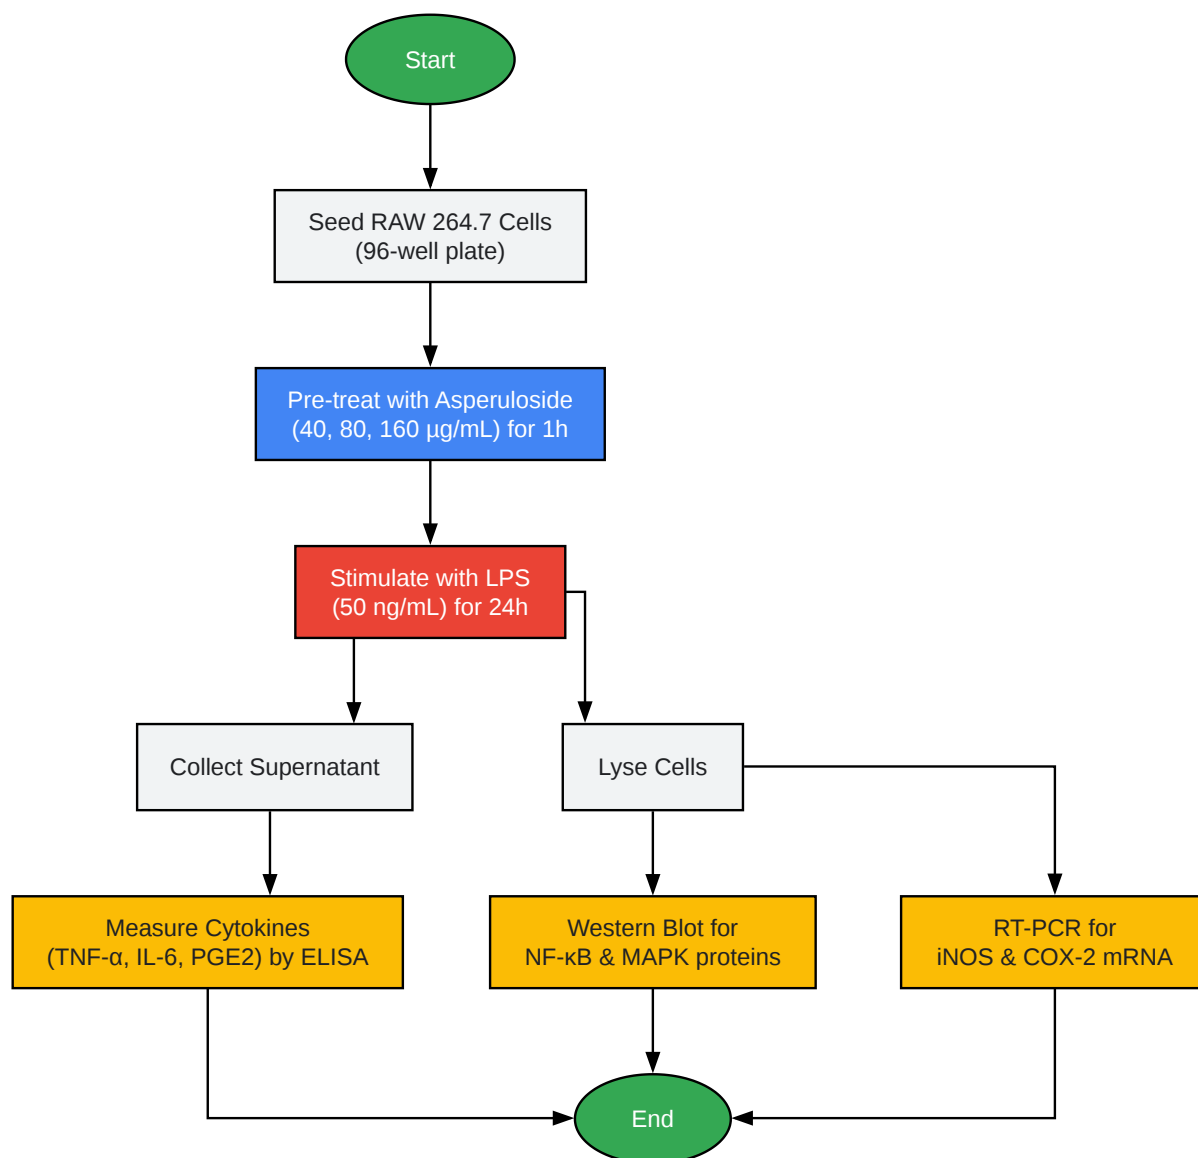 Start
Seed RAW 264.7 Cells
(96-well plate)
Pre-treat with Asperuloside
(40, 80, 160 µg/mL) for 1h
Stimulate with LPS
(50 ng/mL) for 24h
Collect Supernatant
Lyse Cells
Measure Cytokines
(TNF-α, IL-6, PGE2) by ELISA
Western Blot for
NF-κB & MAPK proteins
RT-PCR for
iNOS & COX-2 mRNA
End